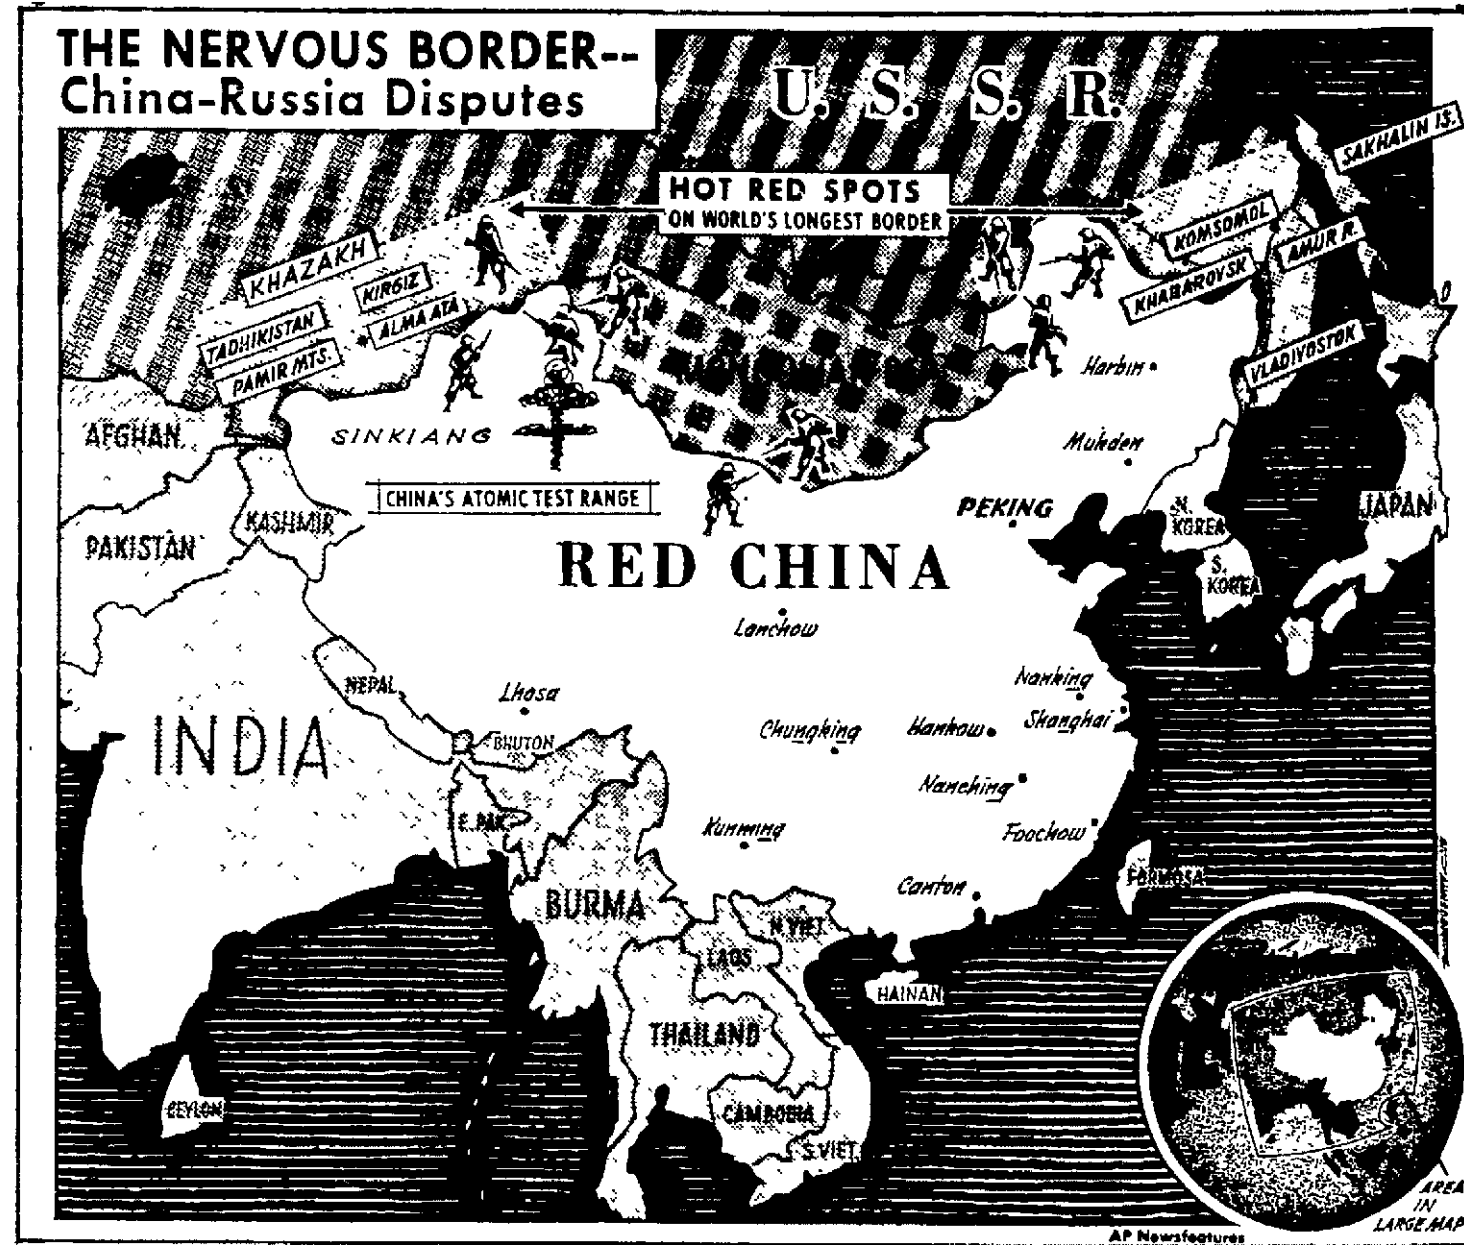 THE NERVOUS BORDER--
China-Russia Disputes
U. S. S. R.
SAKHALIN IS.
HOT RED SPOTS
ON WORLD'S LONGEST BORDER
KOMSOMOL
AMUR R.
KHABAROVSK
VLADIVOSTOK
KHAZAKH
KIRGIZ
TADHIKISTAN
ALMA ATA
PAMIR MTS.
Harbin
AFGHAN.
SINKIANG
Mukden
CHINA'S ATOMIC TEST RANGE
PEKING
JAPAN
N. KOREA
KASHMIR
PAKISTAN
RED CHINA
S. KOREA
Lanchow
NEPAL
Lhasa
Nanking
Shanghai
INDIA
BHUTON
Chungking
Hankow
Nanching
E. PAK.
Kunming
Foochow
Canton
FORMOSA
BURMA
N. VIET.
LAOS
HAINAN
THAILAND
CEYLON
CAMBODIA
S. VIET.
AREA
IN
LARGE MAP
AP Newsfeatures